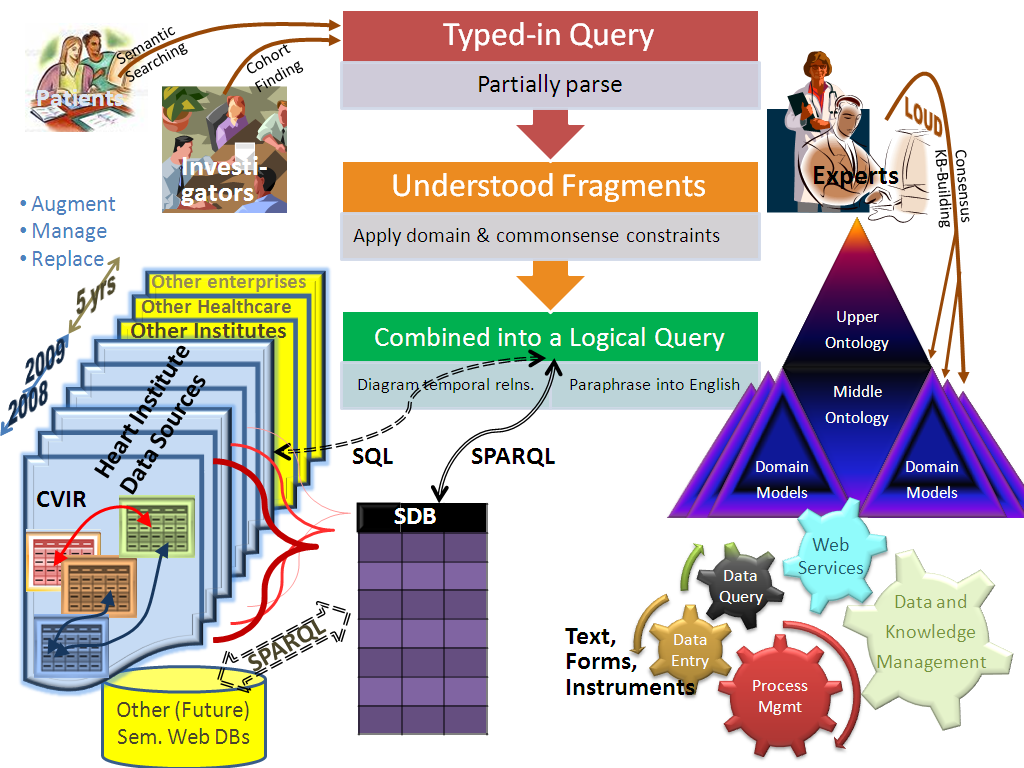 Typed-in Query
Partially parse
Semantic
Searching
Cohort
Finding
Patients
Investi-
gators
Understood Fragments
Apply domain & commonsense constraints
Combined into a Logical Query
Diagram temporal relns.
Paraphrase into English
LOUD
Consensus
KB-Building
Experts
• Augment
• Manage
• Replace
5 yrs
2009
2008
Other enterprises
Other Healthcare
Other Institutes
Heart Institute
Data Sources
CVIR
SQL
SPARQL
SDB
SPARQL
Other (Future)
Sem. Web DBs
Upper
Ontology
Middle
Ontology
Domain
Models
Domain
Models
Web
Services
Data
Query
Data and
Knowledge
Management
Data
Entry
Process
Mgmt
Text,
Forms,
Instruments